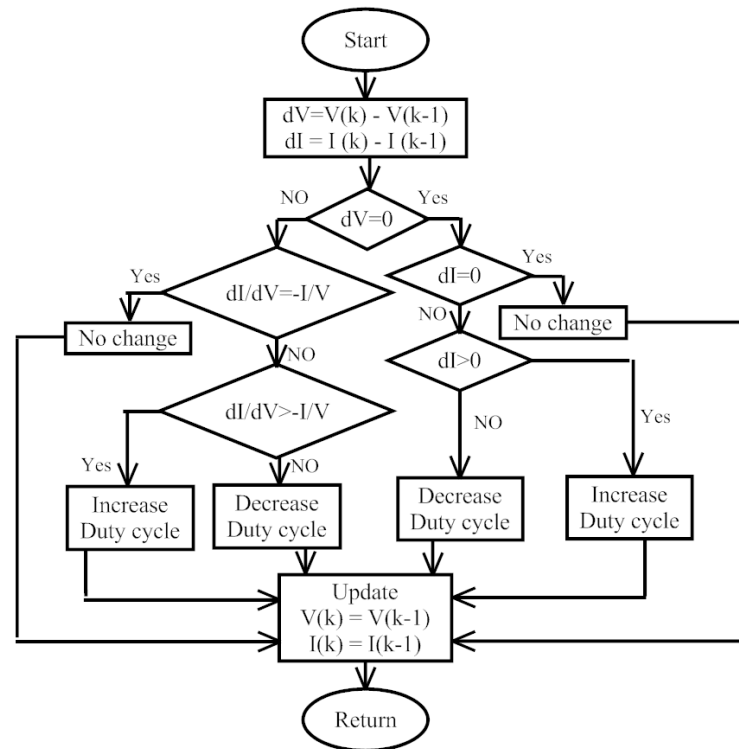 Start
dV=V(k) - V(k-1)
dI = I (k) - I (k-1)
NO
Yes
dV=0
Yes
dI/dV=-I/V
dI=0
Yes
No change
NO
No change
NO
dI>0
dI/dV>-I/V
NO
Yes
Yes
NO
Increase
Duty cycle
Decrease
Duty cycle
Decrease
Duty cycle
Increase
Duty cycle
Update
V(k) = V(k-1)
I(k) = I(k-1)
Return